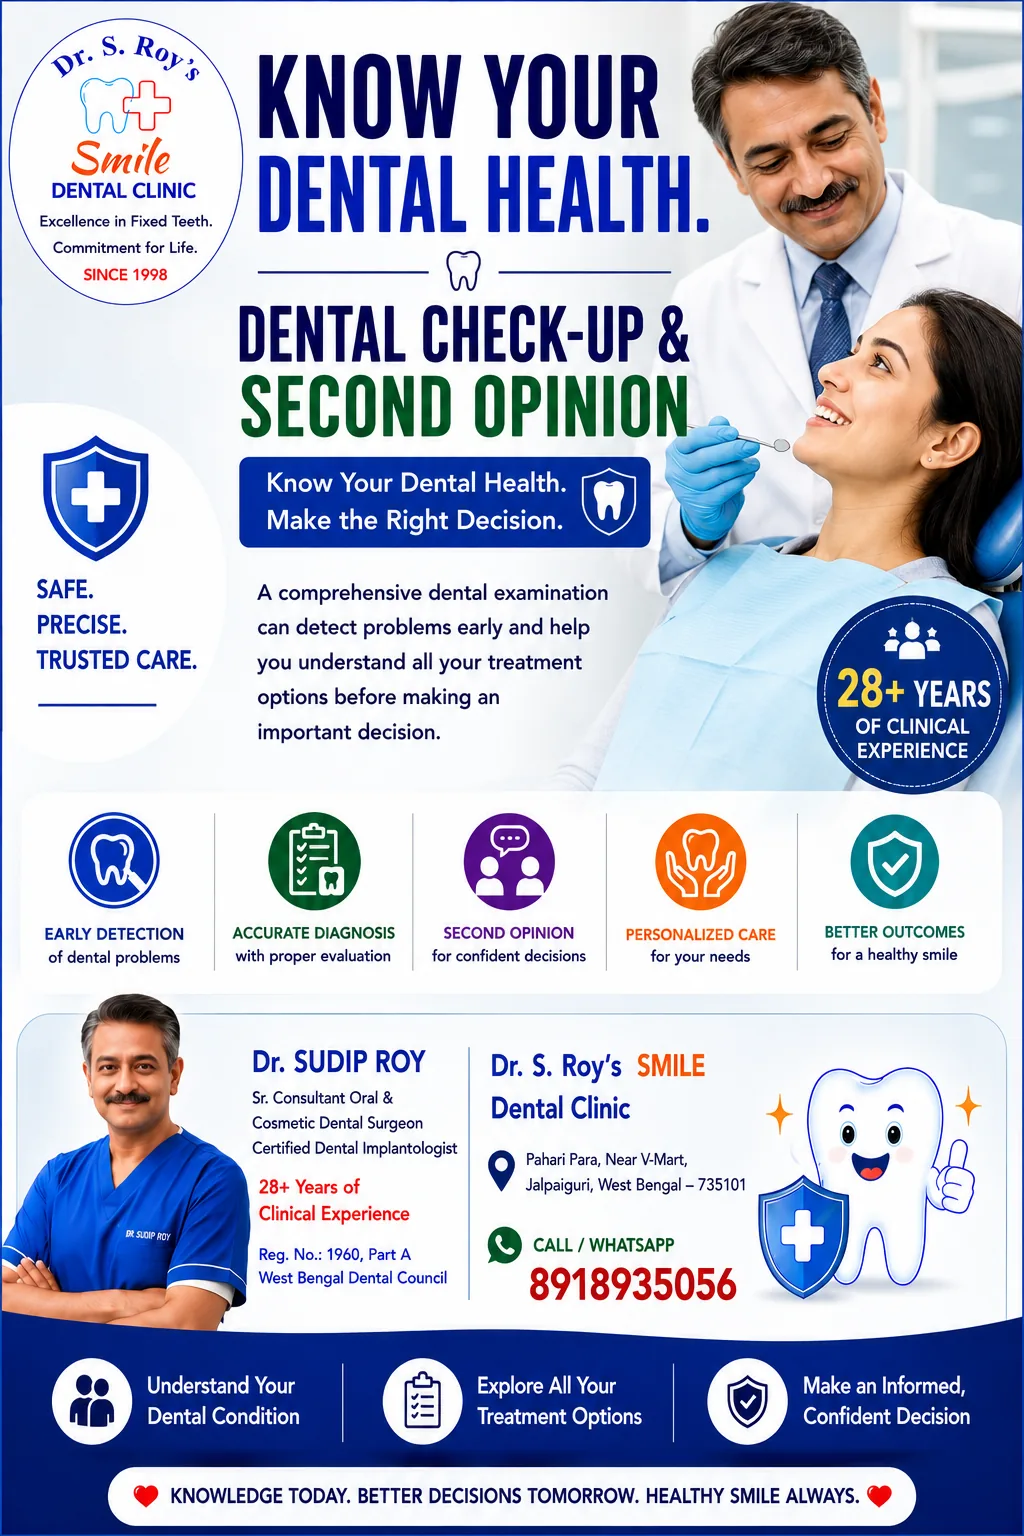 Dr. S. Roy's
Smile
DENTAL CLINIC
Excellence in Fixed Teeth.
Commitment for Life.
SINCE 1998
KNOW YOUR
DENTAL HEALTH.
DENTAL CHECK-UP &
SECOND OPINION
Know Your Dental Health.
Make the Right Decision.
SAFE.
PRECISE.
TRUSTED CARE.
A comprehensive dental examination
can detect problems early and help
you understand all your treatment
options before making an
important decision.
28+ YEARS
OF CLINICAL
EXPERIENCE
EARLY DETECTION
of dental problems
ACCURATE DIAGNOSIS
with proper evaluation
SECOND OPINION
for confident decisions
PERSONALIZED CARE
for your needs
BETTER OUTCOMES
for a healthy smile
DR SUDIP ROY
Dr. SUDIP ROY
Sr. Consultant Oral &
Cosmetic Dental Surgeon
Certified Dental Implantologist
28+ Years of
Clinical Experience
Reg. No.: 1960, Part A
West Bengal Dental Council
Dr. S. Roy's SMILE
Dental Clinic
Pahari Para, Near V-Mart,
Jalpaiguri, West Bengal – 735101
CALL / WHATSAPP
8918935056
Understand Your
Dental Condition
Explore All Your
Treatment Options
Make an Informed,
Confident Decision
KNOWLEDGE TODAY. BETTER DECISIONS TOMORROW. HEALTHY SMILE ALWAYS.